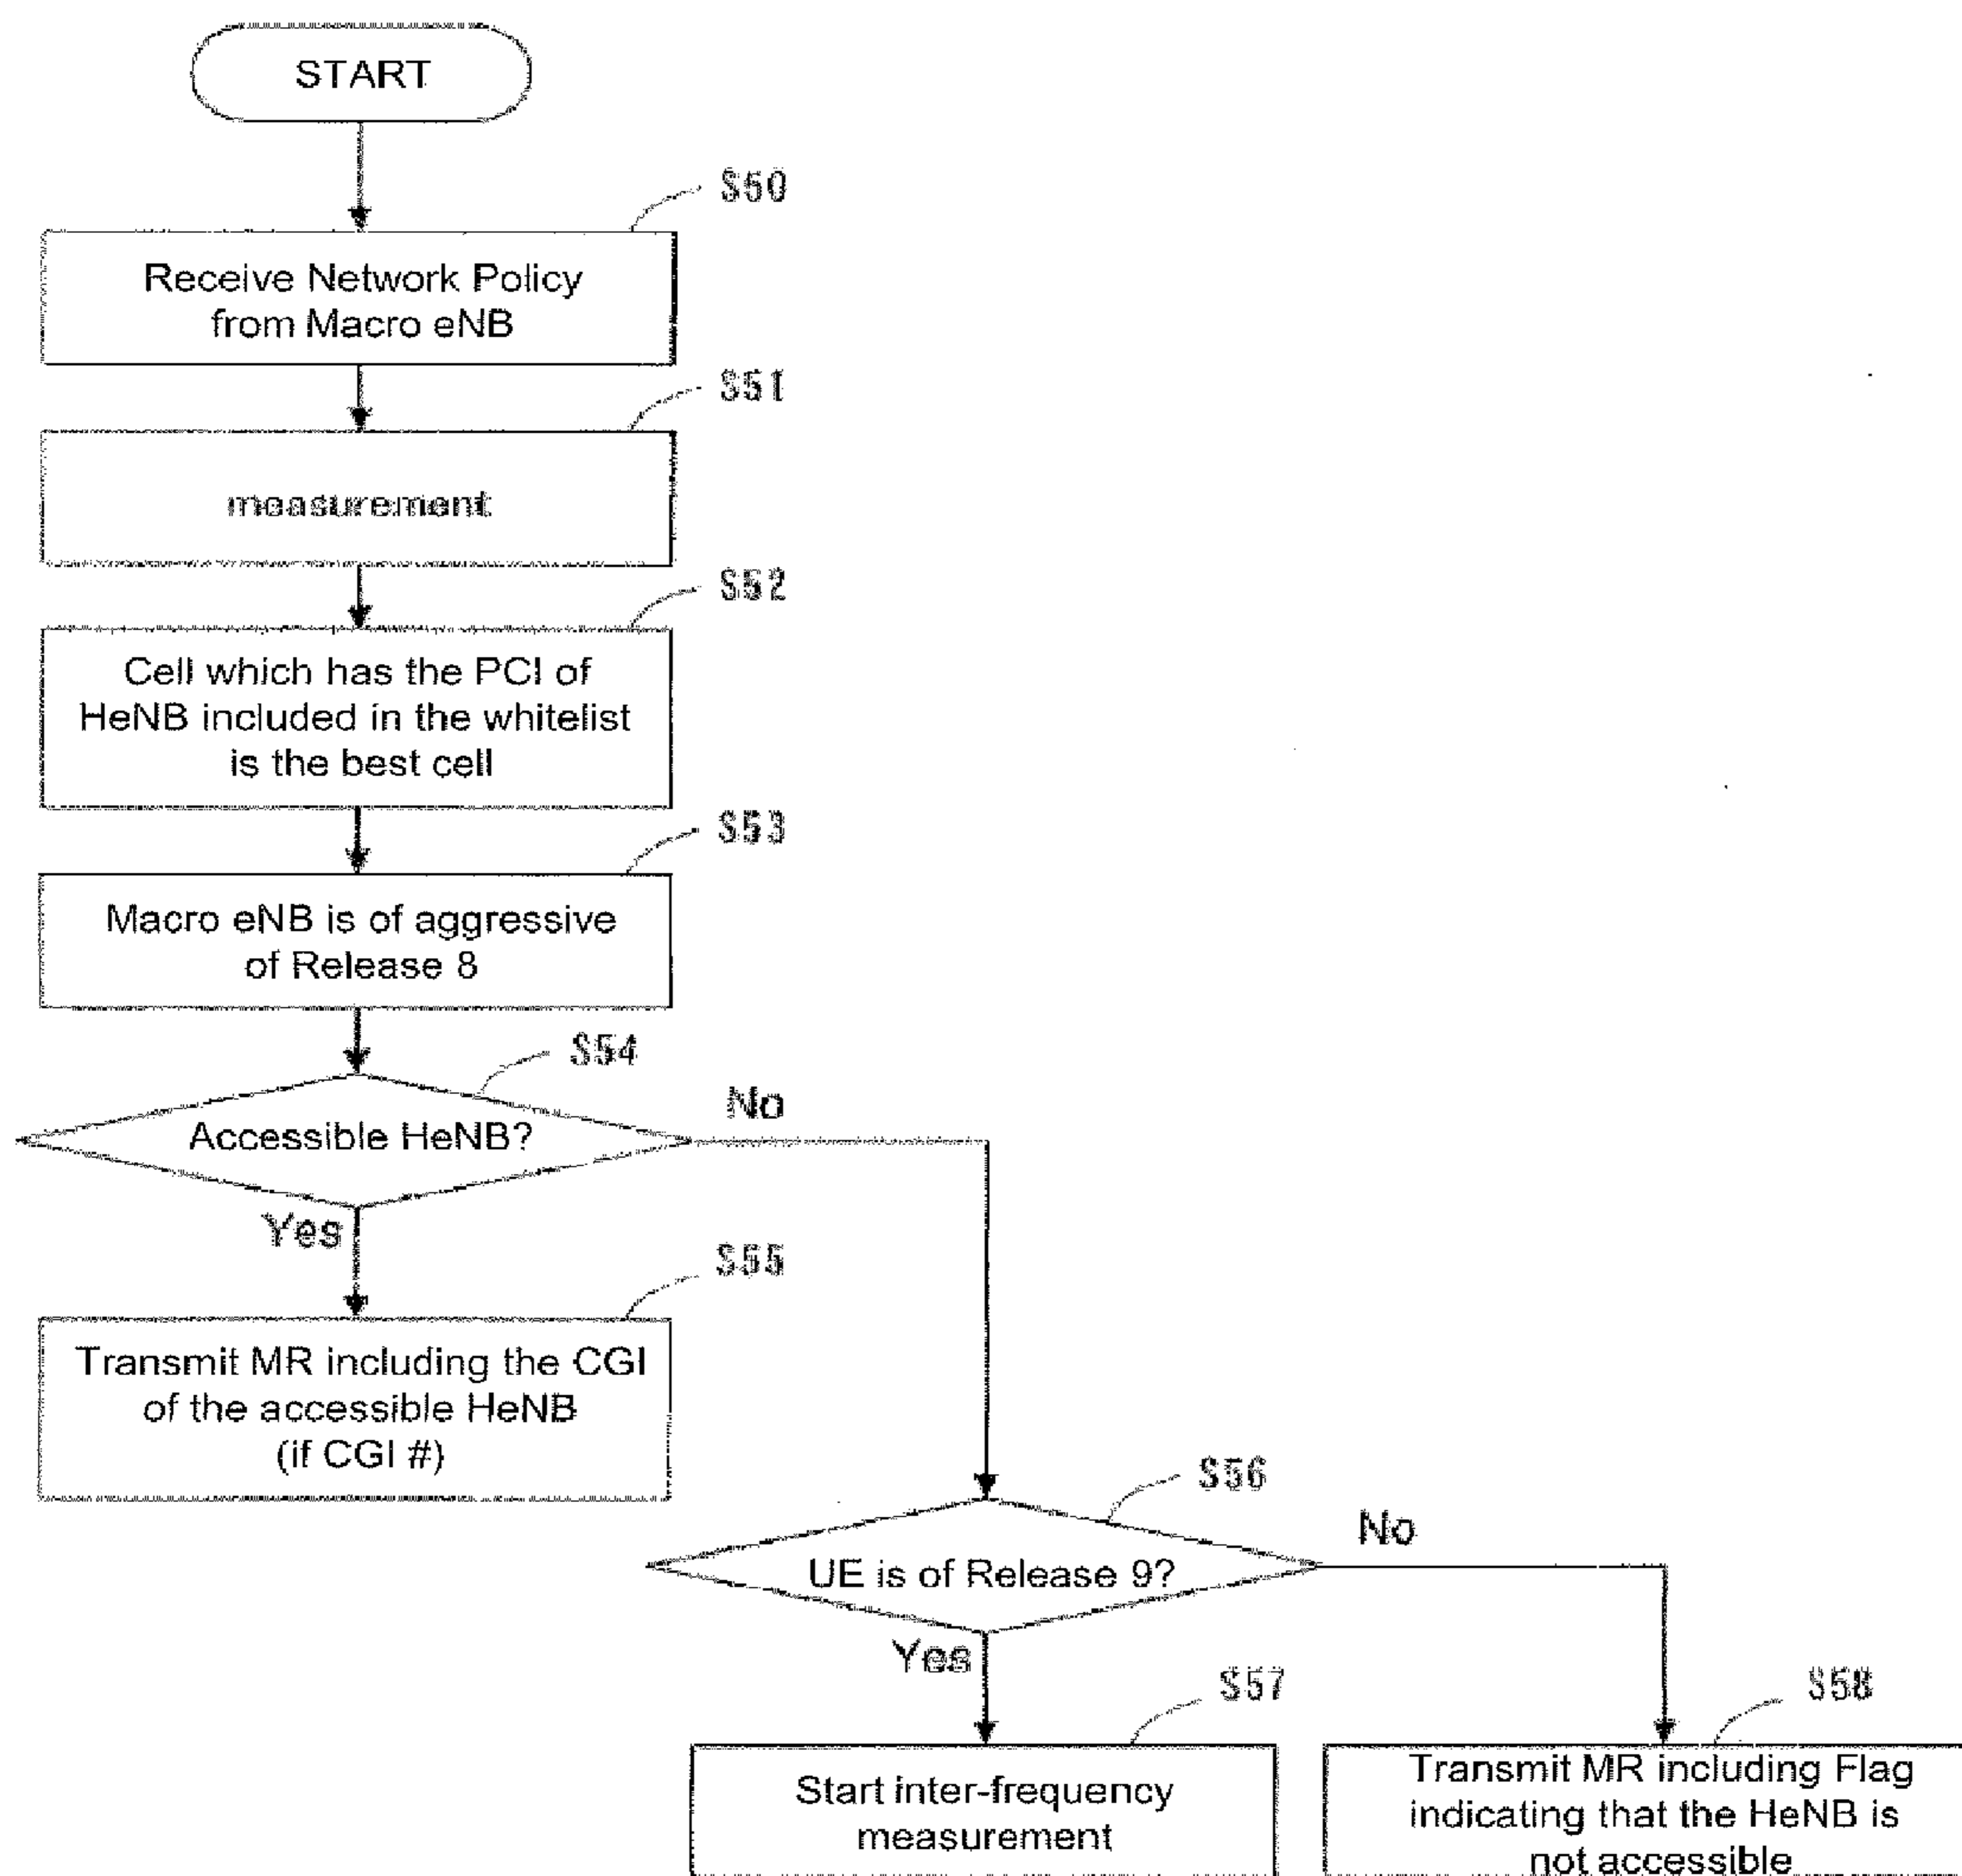 START
S50
Receive Network Policy
from Macro eNB
S51
measurement
S52
Cell which has the PCI of
HeNB included in the whitelist
is the best cell
S53
Macro eNB is of aggressive
of Release 8
S54
Accessible HeNB?
No
Yes
S55
Transmit MR including the CGI
of the accessible HeNB
(if CGI #)
S56
UE is of Release 9?
No
Yes
S57
Start inter-frequency
measurement
S58
Transmit MR including Flag
indicating that the HeNB is
not accessible